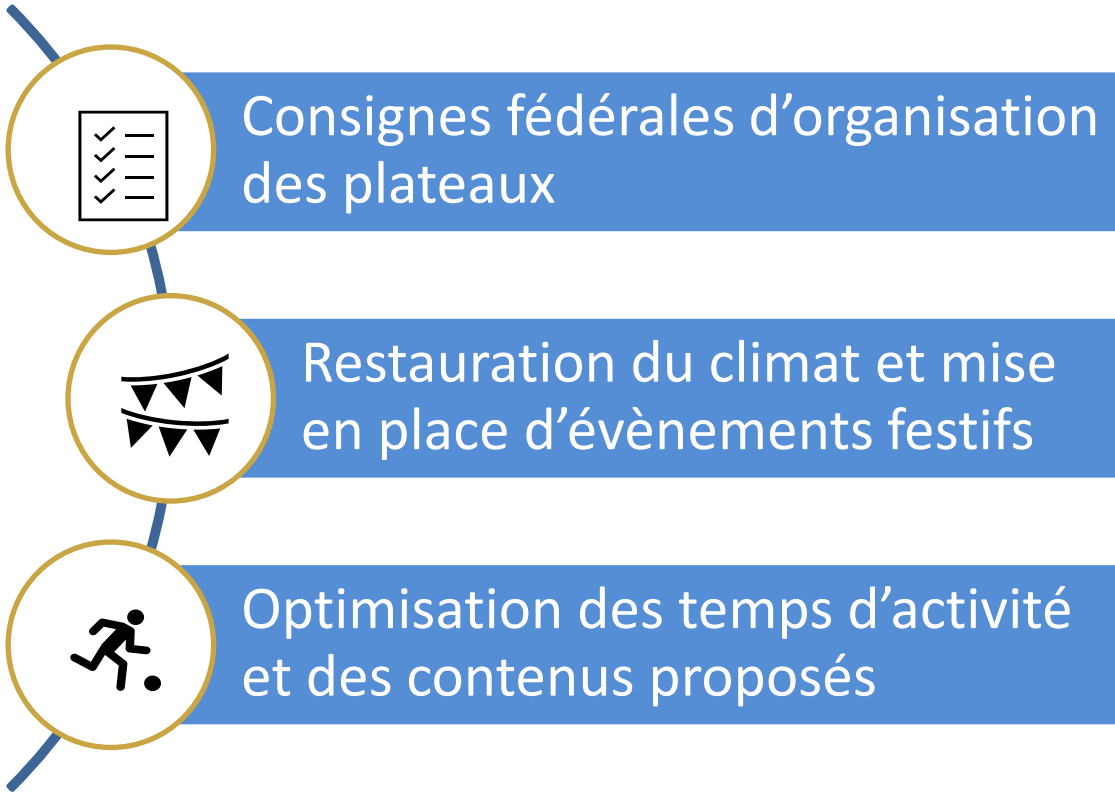 Consignes fédérales d’organisation
des plateaux
Restauration du climat et mise
en place d’évènements festifs
Optimisation des temps d’activité
et des contenus proposés